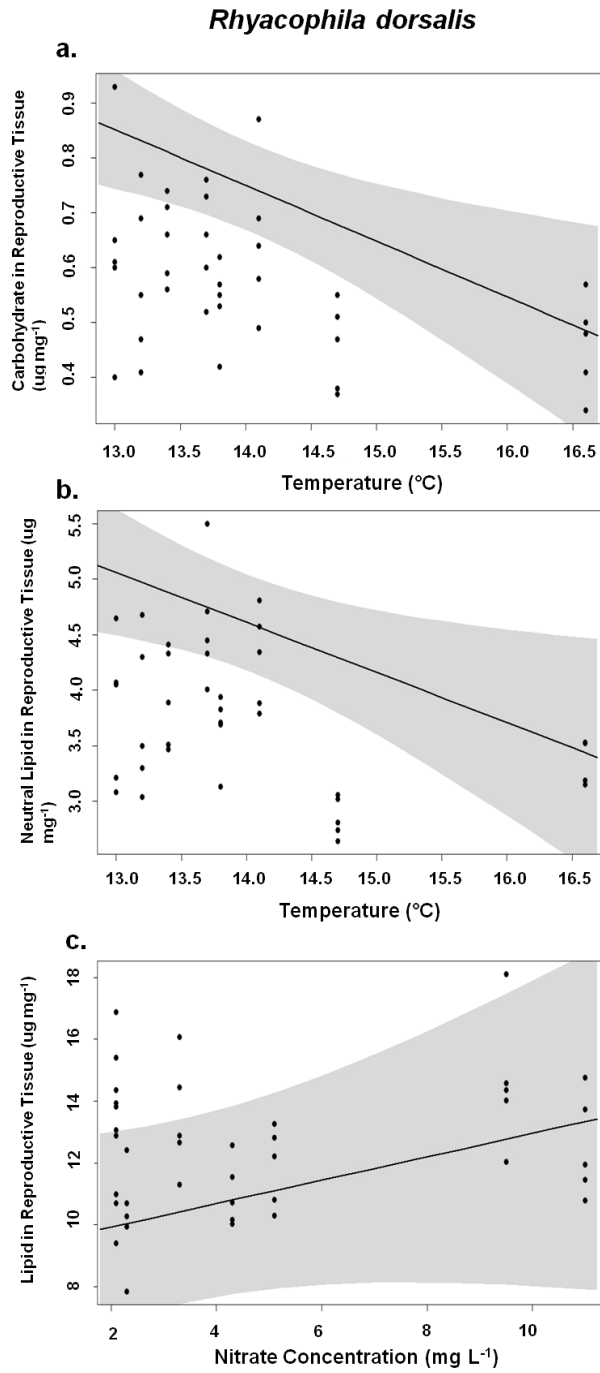 Rhyacophila dorsalis
a.
Carbohydrate in Reproductive Tissue
(ug mg-1)
0.9
0.8
0.7
0.6
0.5
0.4
13.0 13.5 14.0 14.5 15.0 15.5 16.0 16.5
Temperature (°C)
b.
Neutral Lipid in Reproductive Tissue (ug
mg-1)
5.5
5.0
4.5
4.0
3.5
3.0
13.0 13.5 14.0 14.5 15.0 15.5 16.0 16.5
Temperature (°C)
c.
Lipid in Reproductive Tissue (ug mg-1)
18
16
14
12
10
8
2 4 6 8 10
Nitrate Concentration (mg L-1)